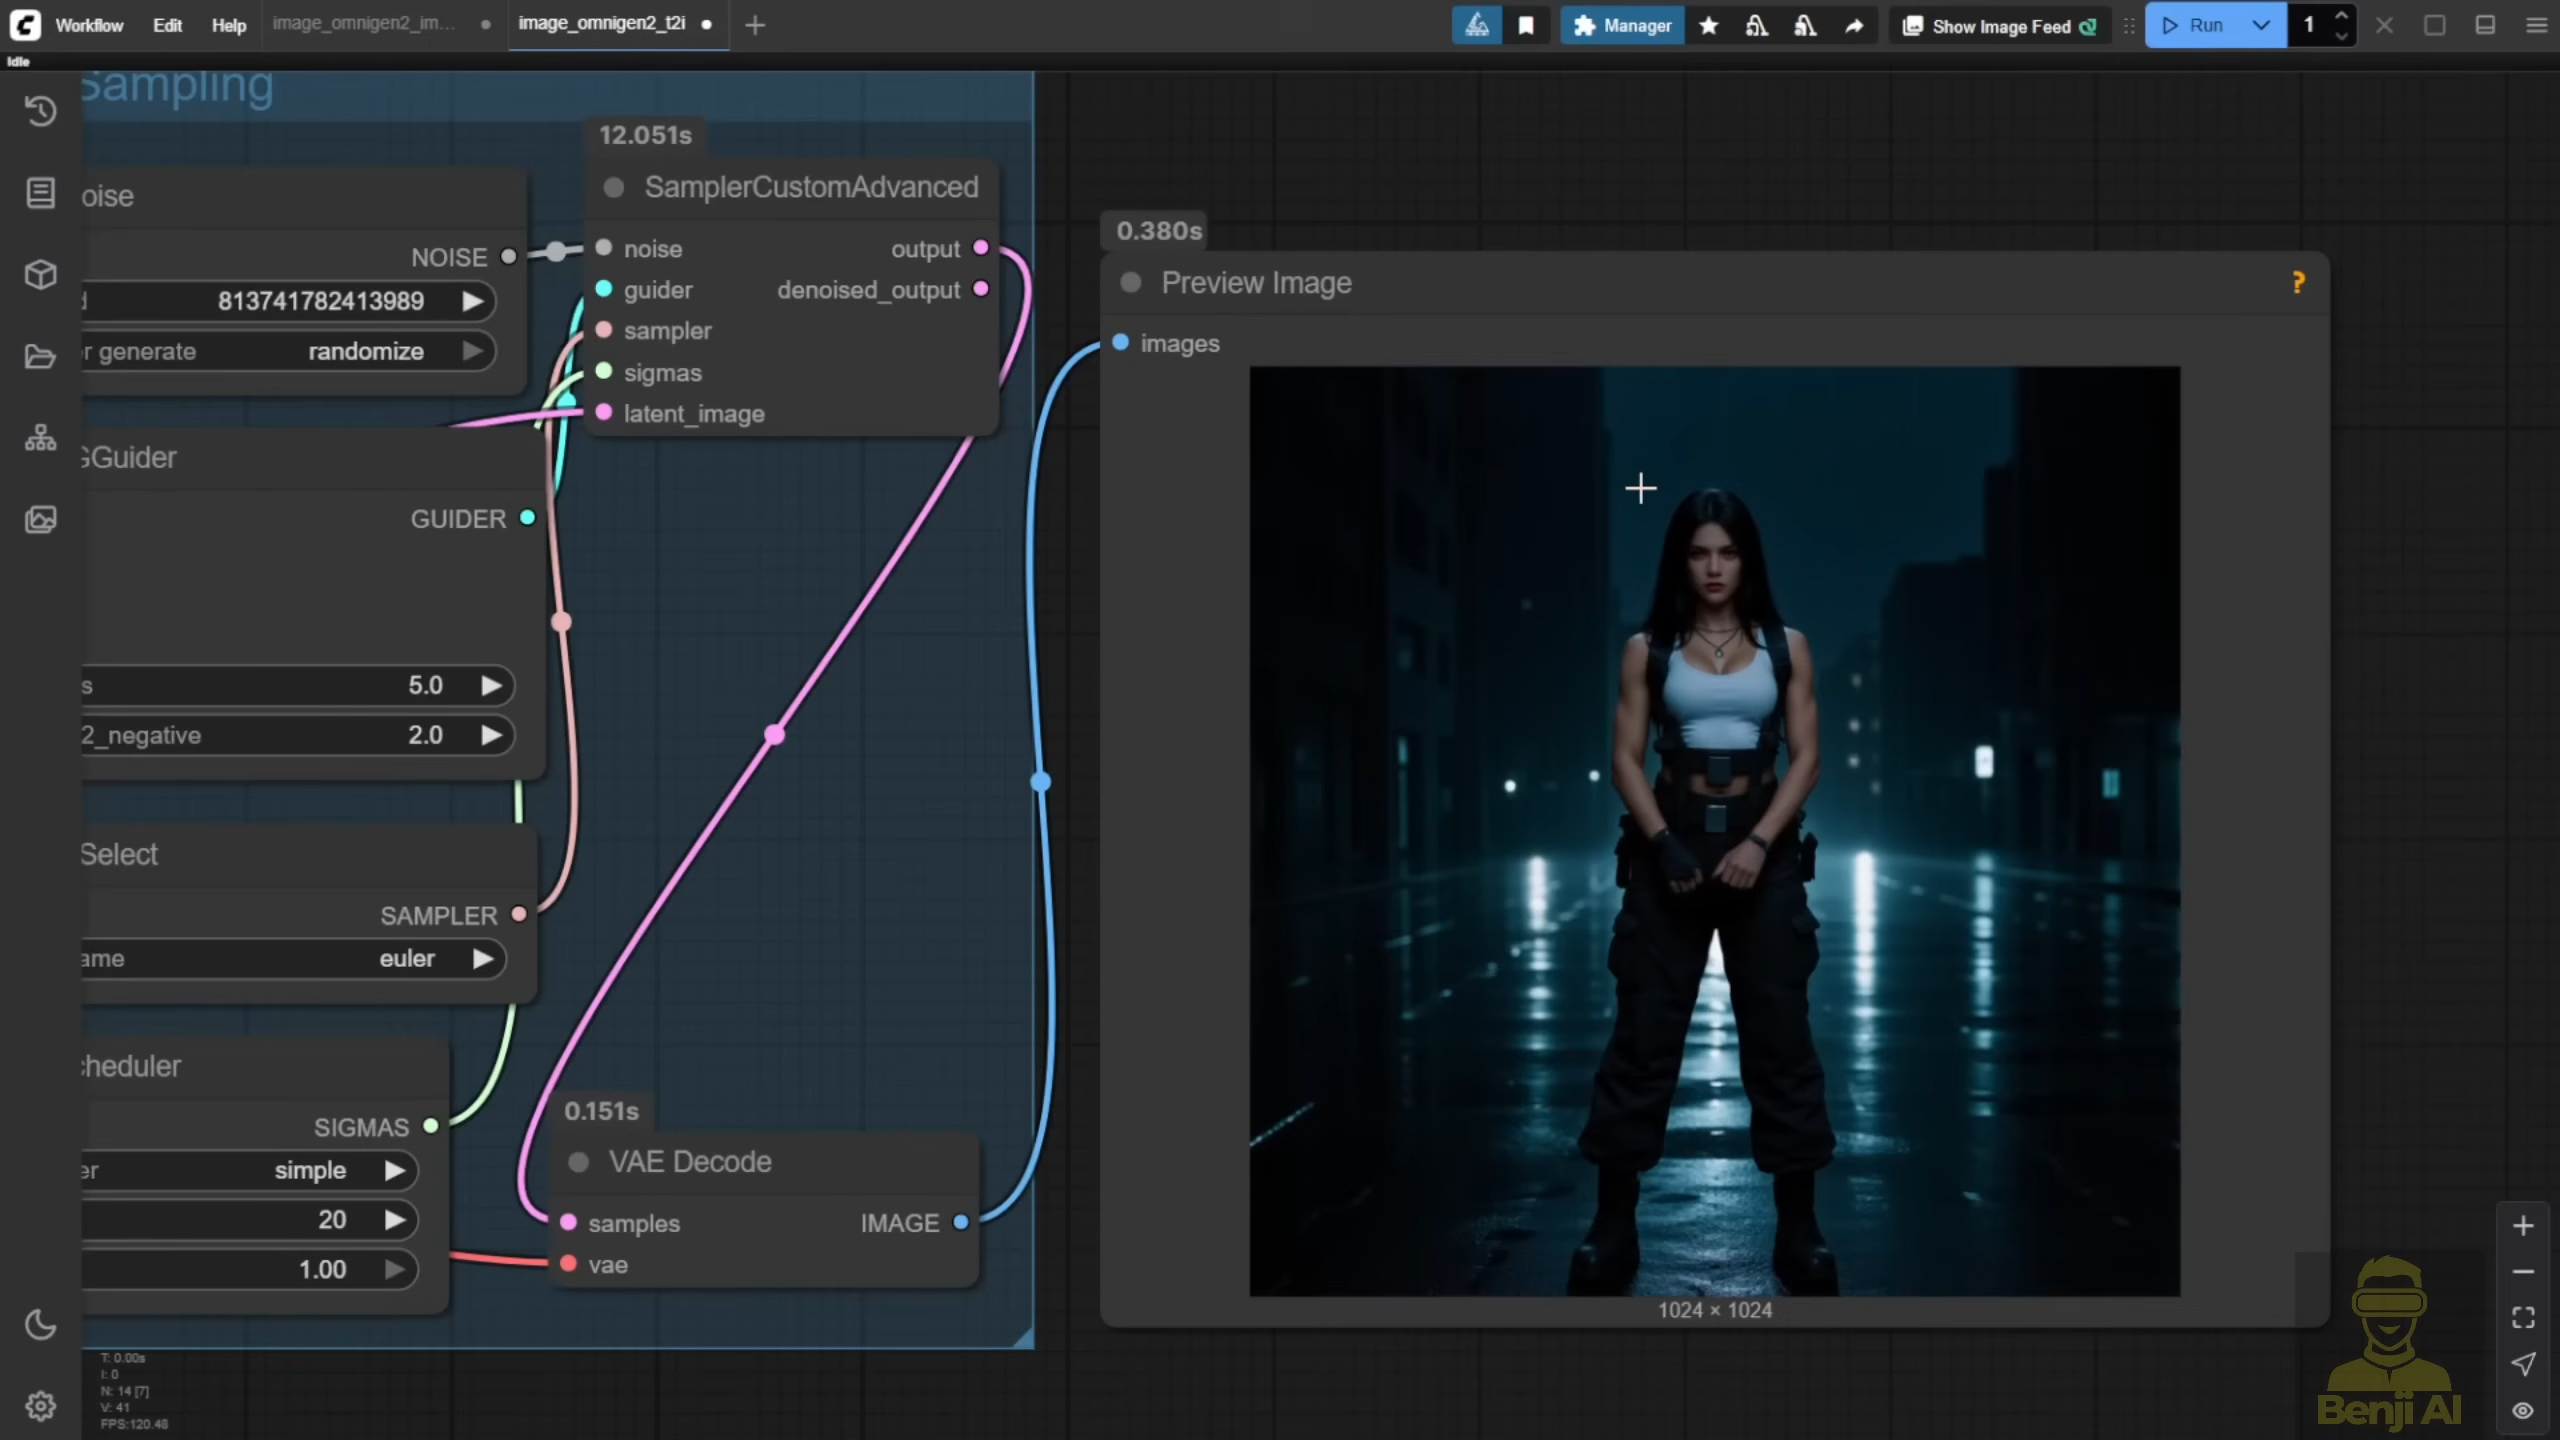 Workflow
Edit
Help
image_omnigen2_im...
image_omnigen2_t2i
Manager
Show Image Feed
Run
1
Idle
Sampling
12.051s
SamplerCustomAdvanced
noise
output
guider
denoised_output
sampler
sigmas
latent_image
oise
NOISE
813741782413989
r generate
randomize
GGuider
GUIDER
s
5.0
2_negative
2.0
Select
SAMPLER
ame
euler
cheduler
SIGMAS
er
simple
20
1.00
0.151s
VAE Decode
samples
IMAGE
vae
0.380s
Preview Image
?
images
1024 × 1024
T: 0.00s
I: 0
N: 14 [7]
V: 41
FPS:120.48
Benji AI